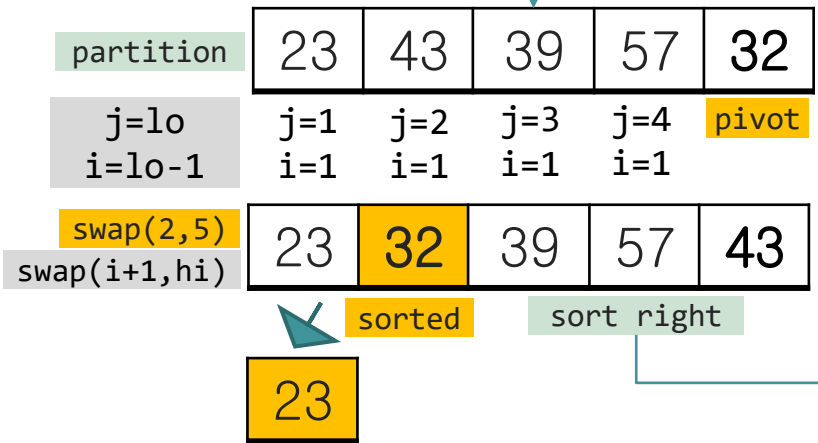 partition 23 43 39 57 32
j=lo j=1 j=2 j=3 j=4 pivot
i=lo-1 i=1 i=1 i=1 i=1
swap(2,5)
swap(i+1,hi) 23 32 39 57 43
sorted sort right
23